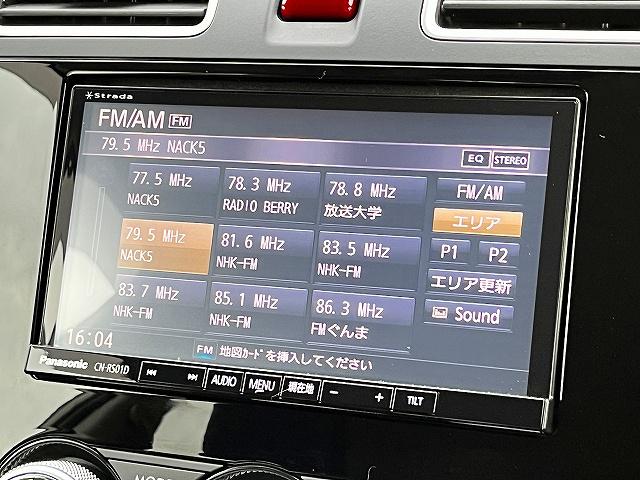 Strada
FM/AM FM
79.5 MHz NACK5
EQ STEREO
77.5 MHz
NACK5
78.3 MHz
RADIO BERRY
78.8 MHz
放送大学
FM/AM
エリア
79.5 MHz
NACK5
81.6 MHz
NHK-FM
83.5 MHz
NHK-FM
P1 P2
エリア更新
83.7 MHz
NHK-FM
85.1 MHz
NHK-FM
86.3 MHz
FMぐんま
Sound
16:04
FM 地図ｶｰﾄﾞを挿入してください
Panasonic CN-RS01D
AUDIO MENU 現在地 − + TILT
MODE